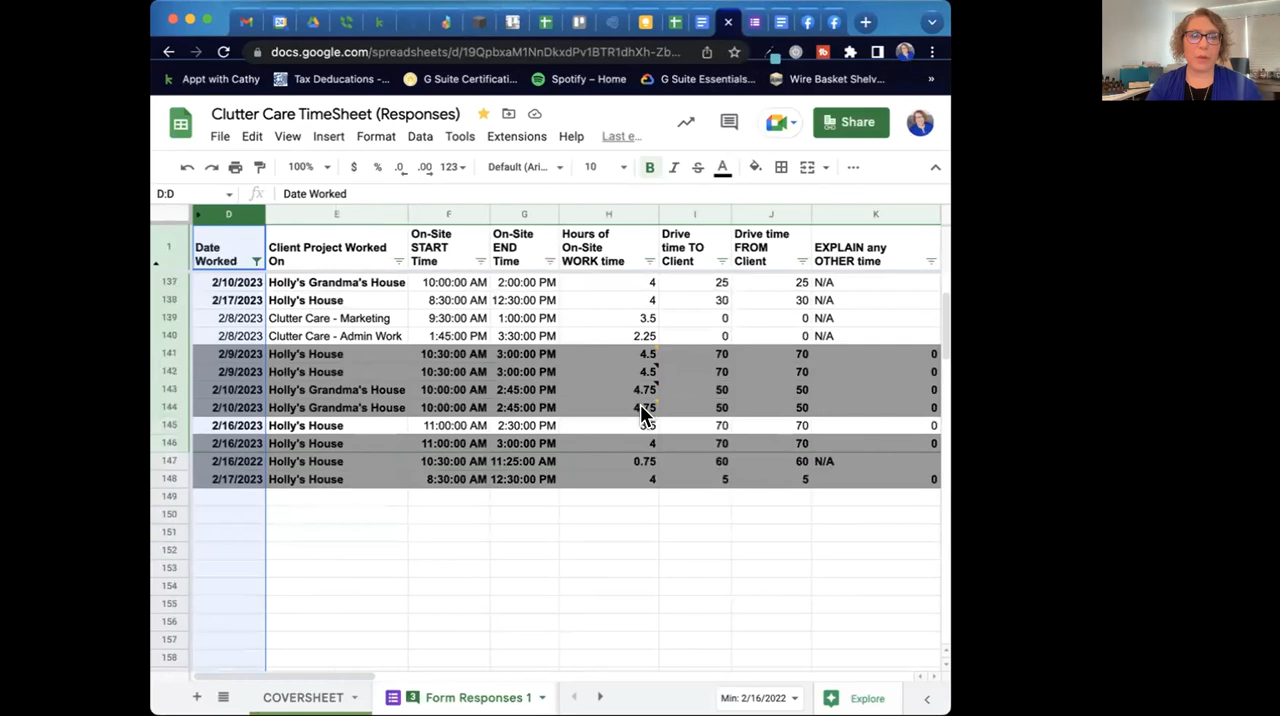 docs.google.com/spreadsheets/d/19QpbxaM1NnDkxdPv1BTR1dhXh-Zb...
Appt with Cathy Tax Deductions -... G Suite Certificati... Spotify – Home G Suite Essentials... Wire Basket Shelv... »
Clutter Care TimeSheet (Responses)
File Edit View Insert Format Data Tools Extensions Help Last e... Share
100% $ % .0 .00 123 Default (Ari... 10 B I S A
D:D fx Date Worked
D E F G H I J K
1 Date Worked Client Project Worked On On-Site START Time On-Site END Time Hours of On-Site WORK time Drive time TO Client Drive time FROM Client EXPLAIN any OTHER time
137 2/10/2023 Holly's Grandma's House 10:00:00 AM 2:00:00 PM 4 25 25 N/A
138 2/17/2023 Holly's House 8:30:00 AM 12:30:00 PM 4 30 30 N/A
139 2/8/2023 Clutter Care - Marketing 9:30:00 AM 1:00:00 PM 3.5 0 0 N/A
140 2/8/2023 Clutter Care - Admin Work 1:45:00 PM 3:30:00 PM 2.25 0 0 N/A
141 2/9/2023 Holly's House 10:30:00 AM 3:00:00 PM 4.5 70 70 0
142 2/9/2023 Holly's House 10:30:00 AM 3:00:00 PM 4.5 70 70 0
143 2/10/2023 Holly's Grandma's House 10:00:00 AM 2:45:00 PM 4.75 50 50 0
144 2/10/2023 Holly's Grandma's House 10:00:00 AM 2:45:00 PM 50 50 0
145 2/16/2023 Holly's House 11:00:00 AM 2:30:00 PM 70 70 0
146 2/16/2023 Holly's House 11:00:00 AM 3:00:00 PM 4 70 70 0
147 2/16/2022 Holly's House 10:30:00 AM 11:25:00 AM 0.75 60 60 N/A
148 2/17/2023 Holly's House 8:30:00 AM 12:30:00 PM 4 5 5 0
149
150
151
152
153
154
155
156
157
158
COVERSHEET 3 Form Responses 1 Min: 2/16/2022 Explore